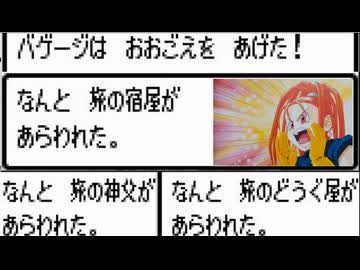 バゲージは おおごえを あげた！
なんと 旅の宿屋が
あらわれた。
なんと 旅の神父が
あらわれた。
なんと 旅のどうぐ屋が
あらわれた。